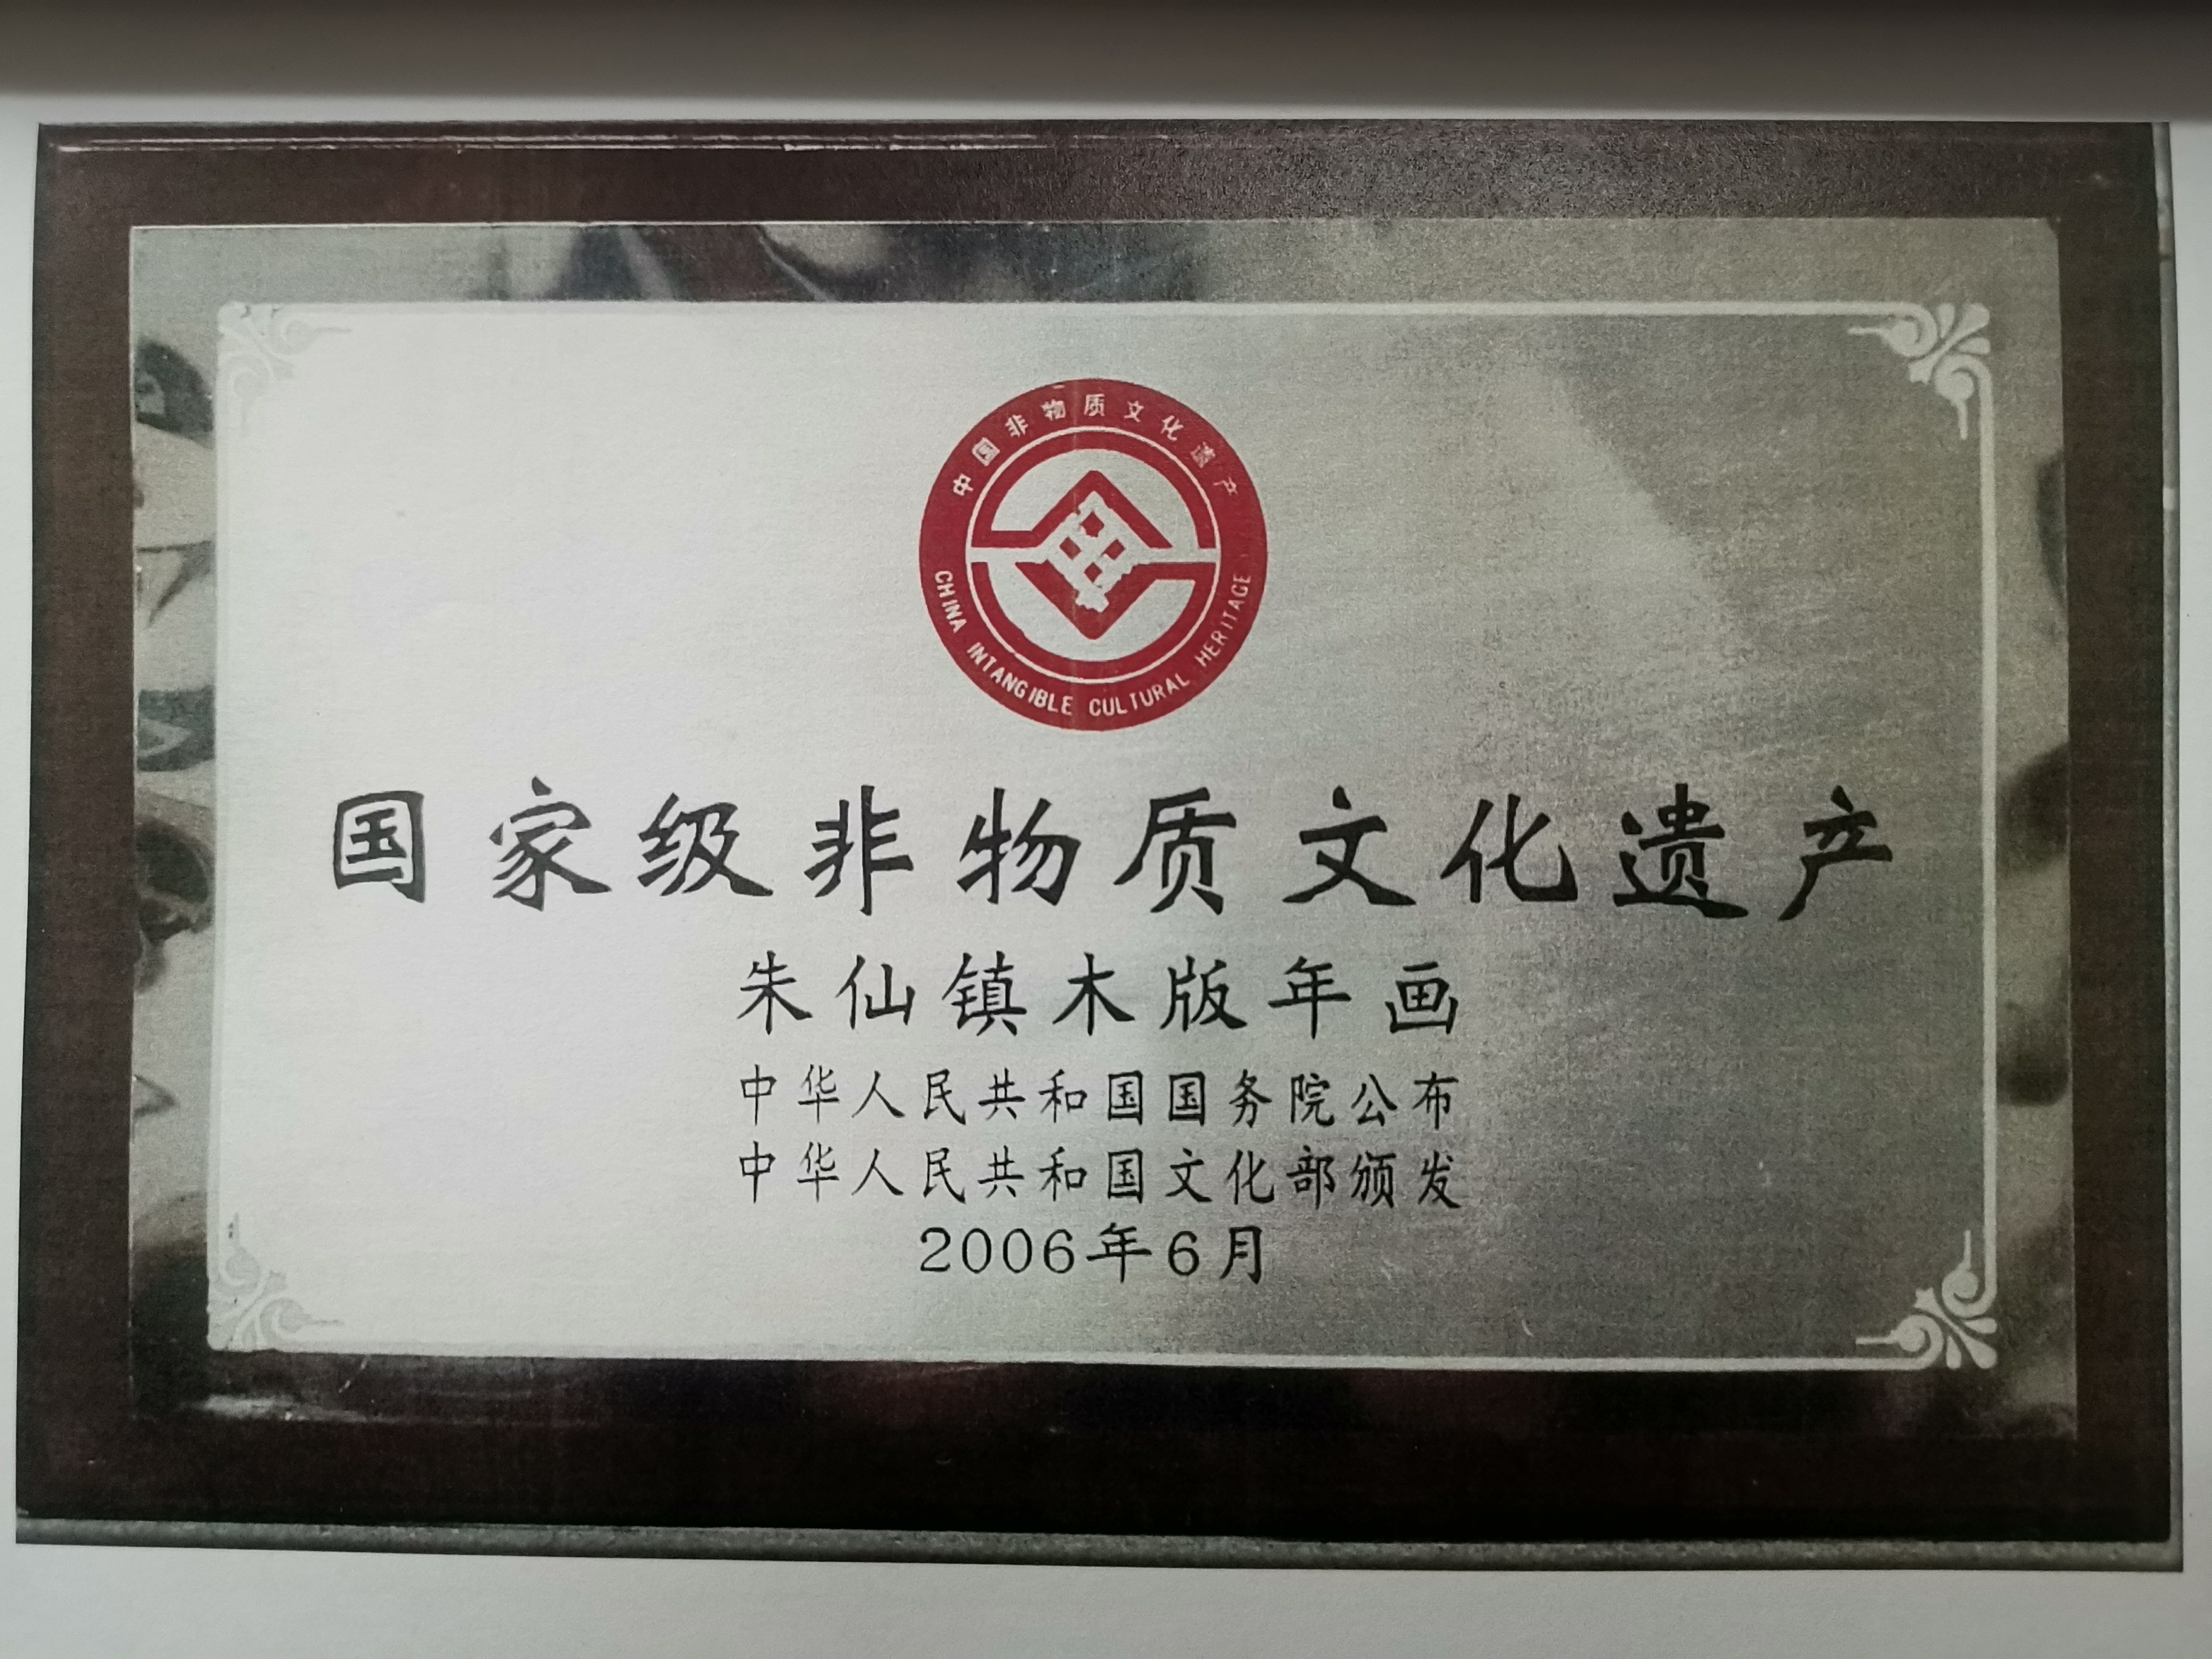 中国非物质文化遗产
CHINA INTANGIBLE CULTURAL HERITAGE
国家级非物质文化遗产
朱仙镇木版年画
中华人民共和国国务院公布
中华人民共和国文化部颁发
2006年6月